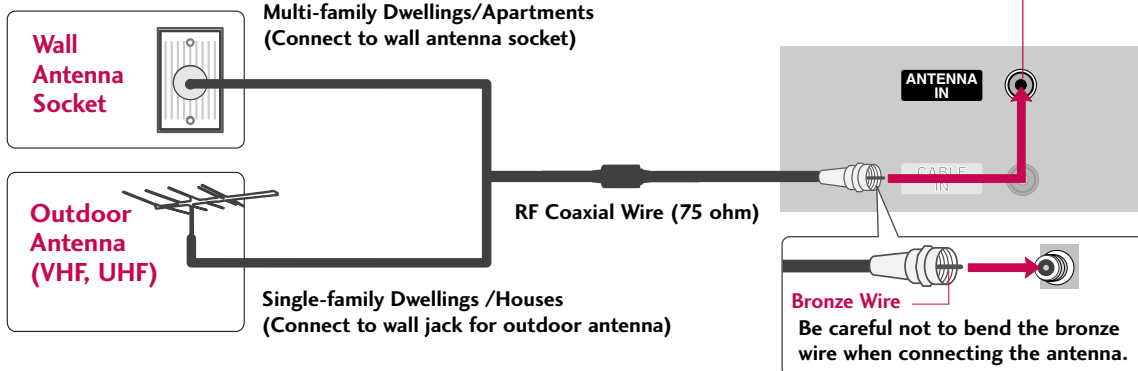 Multi-family Dwellings/Apartments
(Connect to wall antenna socket)
Wall
Antenna
Socket
ANTENNA
IN
CABLE
IN
Outdoor
Antenna
(VHF, UHF)
RF Coaxial Wire (75 ohm)
Single-family Dwellings /Houses
(Connect to wall jack for outdoor antenna)
Bronze Wire
Be careful not to bend the bronze
wire when connecting the antenna.